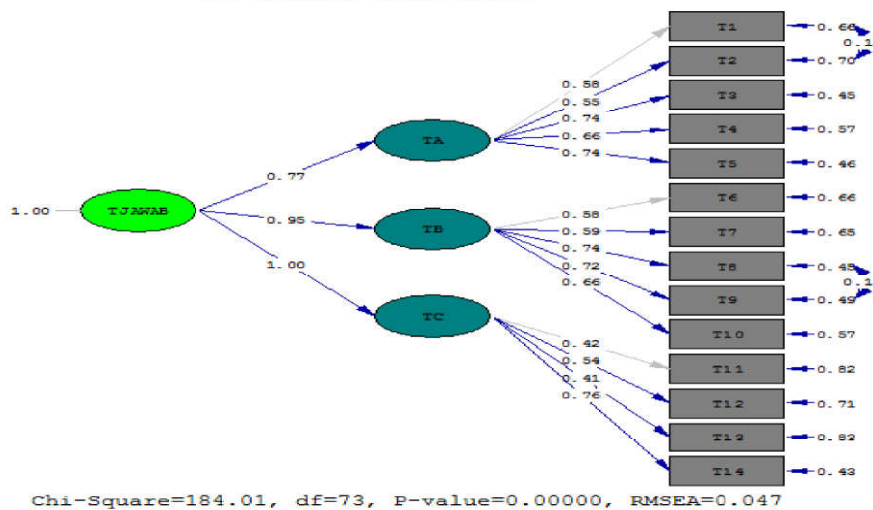 T1
0.66
0.1
T2
0.70
0.58
0.55
T3
0.45
0.74
T4
0.57
TA
0.66
0.74
T5
0.46
0.77
T6
0.66
1.00
TJAWAB
0.95
0.58
T7
0.65
TB
0.59
0.74
T8
0.48
0.72
0.1
0.66
T9
0.49
1.00
T10
0.57
TC
0.42
T11
0.82
0.54
0.41
T12
0.71
0.76
T13
0.82
T14
0.43
Chi-Square=184.01, df=73, P-value=0.00000, RMSEA=0.047